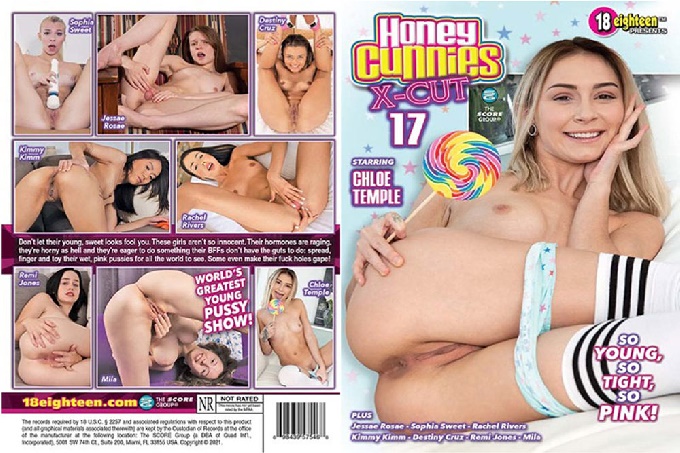 Sophia
Sweet
Jessae
Rosae
Destiny
Cruz
Kimmy
Kimm
Rachel
Rivers
Don't let their young, sweet looks fool you. These girls aren't so innocent. Their hormones are raging,
they're horny as hell and they're eager to do something their BFFs don't have the guts to do: spread,
finger and toy their wet, pink pussies for all the world to see. Some even make their fuck holes gape!
Remi
Jones
Mila
WORLD'S
GREATEST
YOUNG
PUSSY
SHOW!
Chloe
Temple
18eighteen.com
THE SCORE
GROUP®
NR
NOT RATED
The records required by 18 U.S.C. § 2257 and associated regulations with respect to this product
(and all graphical materials associated therewith) are kept by the Custodian of Records at the office
of the manufacturer at the following location: The SCORE Group (a DBA of Quad Int'l.,
Incorporated), 5001 SW 74th Ct., Suite 200, Miami, FL 33155 USA. Copyright © 2021.
18 eighteen™
PRESENTS
Honey
Cunnies
X-CUT
17
THE
SCORE
GROUP®
STARRING
CHLOE
TEMPLE
SO
YOUNG,
SO
TIGHT,
SO
PINK!
PLUS
Jessae Rosae - Sophia Sweet - Rachel Rivers
Kimmy Kimm - Destiny Cruz - Remi Jones - Mila